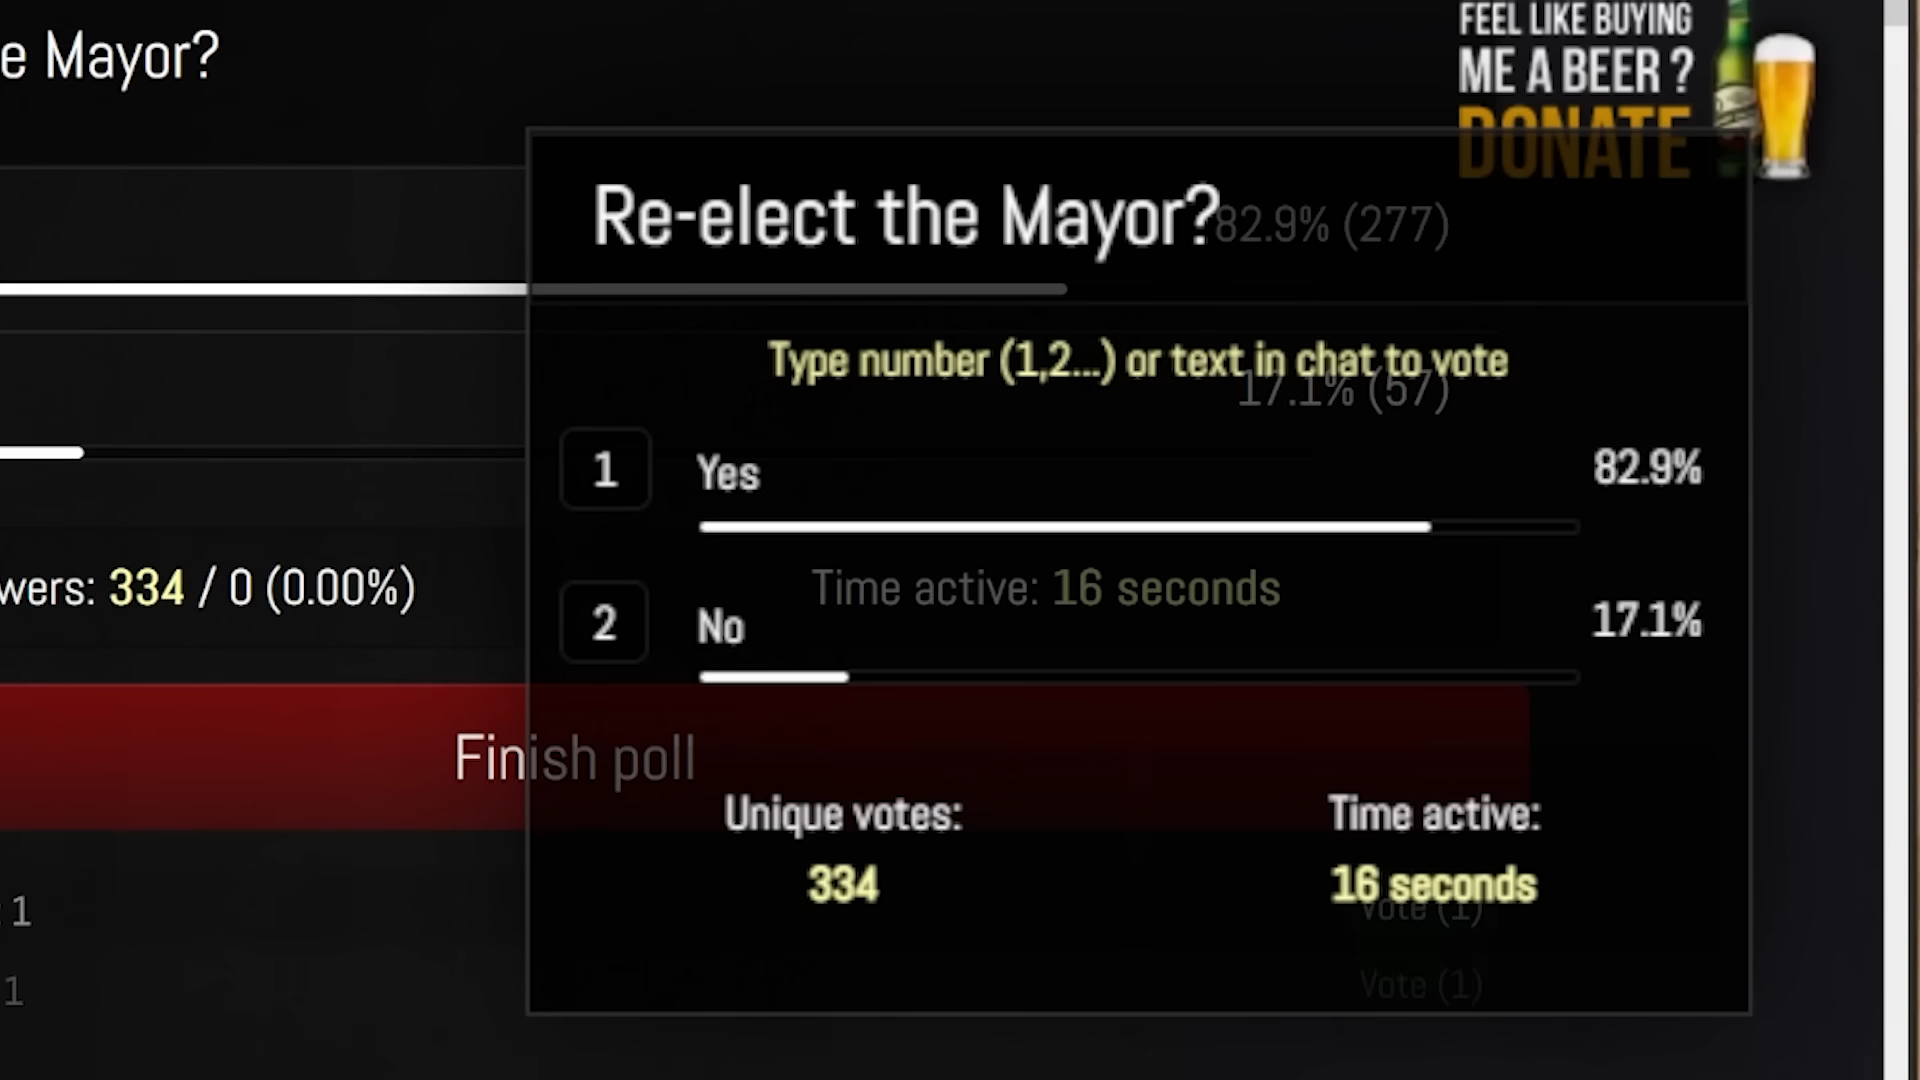 e Mayor?
FEEL LIKE BUYING
ME A BEER ?
DONATE
Re-elect the Mayor?
82.9% (277)
Type number (1,2...) or text in chat to vote
17.1% (57)
1 Yes 82.9%
wers: 334 / 0 (0.00%)
Time active: 16 seconds
2 No 17.1%
Finish poll
Unique votes: Time active:
334 16 seconds
1 Vote (1)
1 Vote (1)